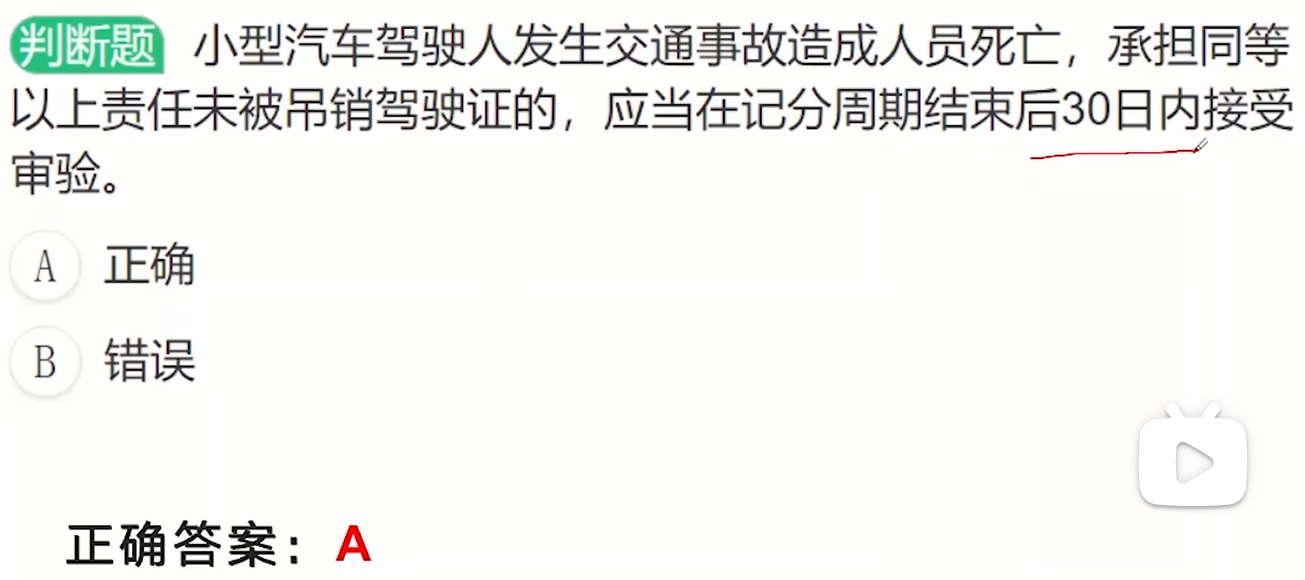 判断题 小型汽车驾驶人发生交通事故造成人员死亡，承担同等
以上责任未被吊销驾驶证的，应当在记分周期结束后30日内接受
审验。
A 正确
B 错误
正确答案：A